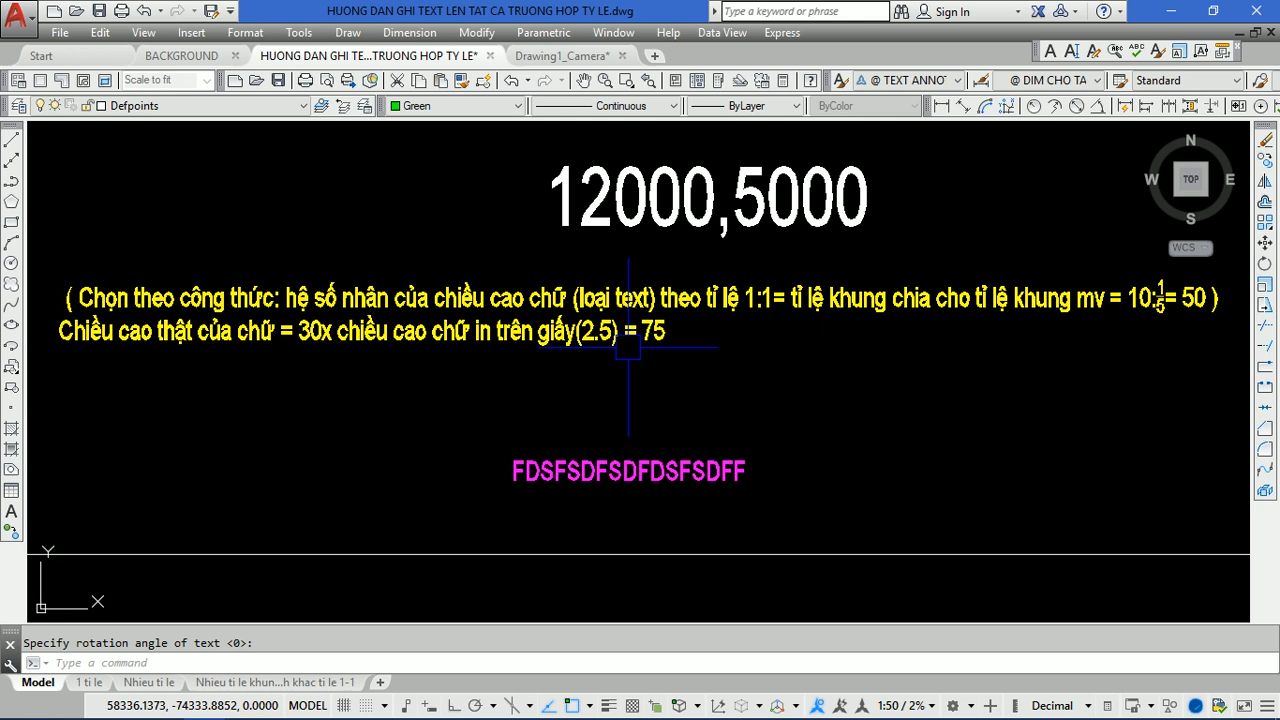 HUONG DAN GHI TEXT LEN TAT CA TRUONG HOP TY LE.dwg
Type a keyword or phrase
Sign In
File Edit View Insert Format Tools Draw Dimension Modify Parametric Window Help Data View Express
Start
BACKGROUND
HUONG DAN GHI TE...TRUONG HOP TY LE*
Drawing1_Camera*
Scale to fit
@ TEXT ANNOT
@ DIM CHO TA
Standard
Defpoints
Green
Continuous
ByLayer
ByColor
12000,5000
( Chọn theo công thức: hệ số nhân của chiều cao chữ (loại text) theo tỉ lệ 1:1= tỉ lệ khung chia cho tỉ lệ khung mv = 10:1/5= 50 )
Chiều cao thật của chữ = 30x chiều cao chữ in trên giấy(2.5) = 75
FDSFSDFSDFDSFSDFF
N
W
TOP
E
S
WCS
Y
X
Specify rotation angle of text <0>:
Type a command
Model
1 ti le
Nhieu ti le
Nhieu ti le khun...h khac ti le 1-1
58336.1373, -74333.8852, 0.0000
MODEL
1:50 / 2%
Decimal